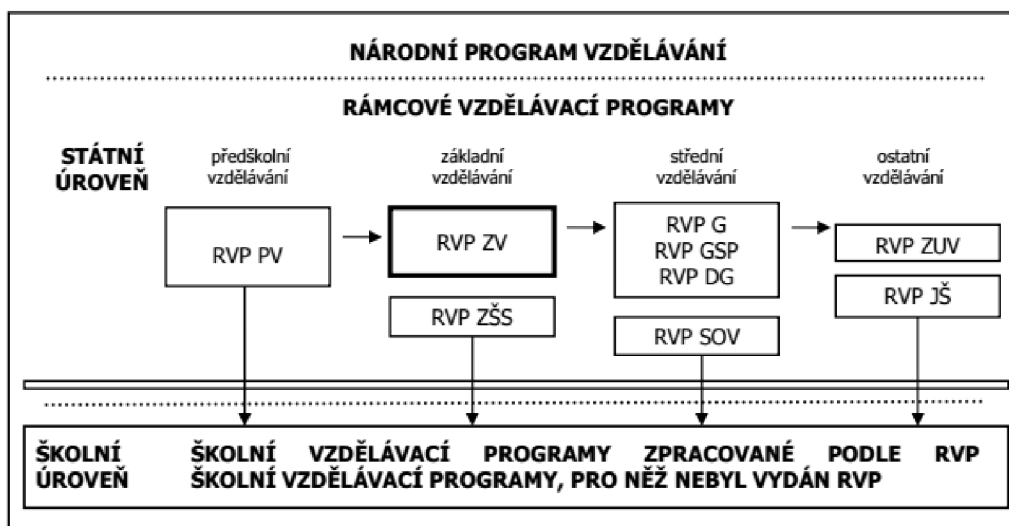 NÁRODNÍ PROGRAM VZDĚLÁVÁNÍ
RÁMCOVÉ VZDĚLÁVACÍ PROGRAMY
STÁTNÍ
ÚROVEŇ
předškolní
vzdělávání
základní
vzdělávání
střední
vzdělávání
ostatní
vzdělávání
RVP PV
RVP ZV
RVP G
RVP GSP
RVP DG
RVP ZUV
RVP ZŠS
RVP SOV
RVP JŠ
ŠKOLNÍ ŠKOLNÍ VZDĚLÁVACÍ PROGRAMY ZPRACOVANÉ PODLE RVP
ÚROVEŇ ŠKOLNÍ VZDĚLÁVACÍ PROGRAMY, PRO NĚŽ NEBYL VYDÁN RVP